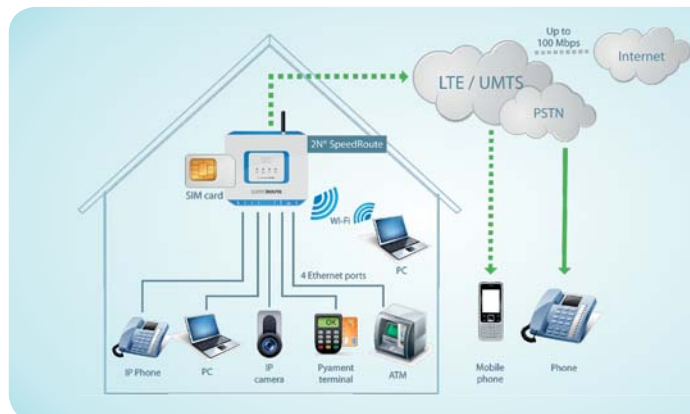 Up to
100 Mbps
Internet
LTE / UMTS
PSTN
2N® SpeedRoute
SIM card
Wi-Fi
PC
4 Ethernet ports
OK
IP Phone
PC
IP
camera
Pyament
terminal
ATM
Mobile
phone
Phone